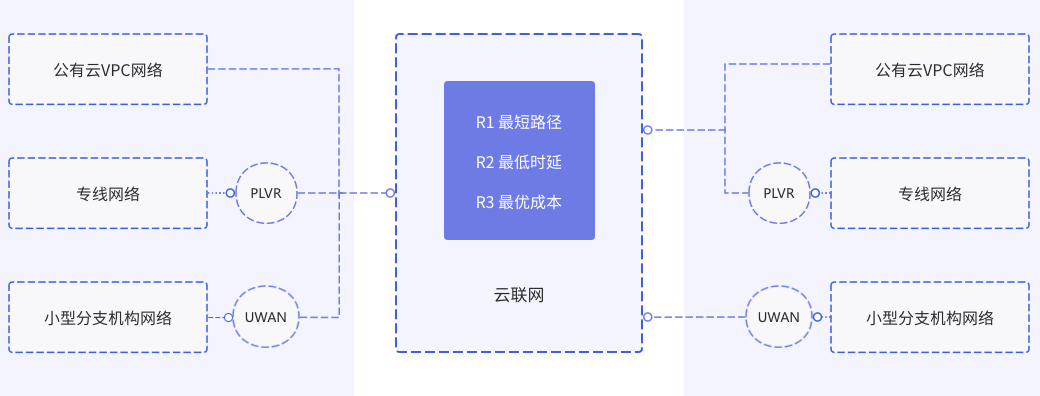 公有云VPC网络
专线网络
PLVR
小型分支机构网络
UWAN
R1 最短路径
R2 最低时延
R3 最优成本
云联网
公有云VPC网络
PLVR
专线网络
UWAN
小型分支机构网络